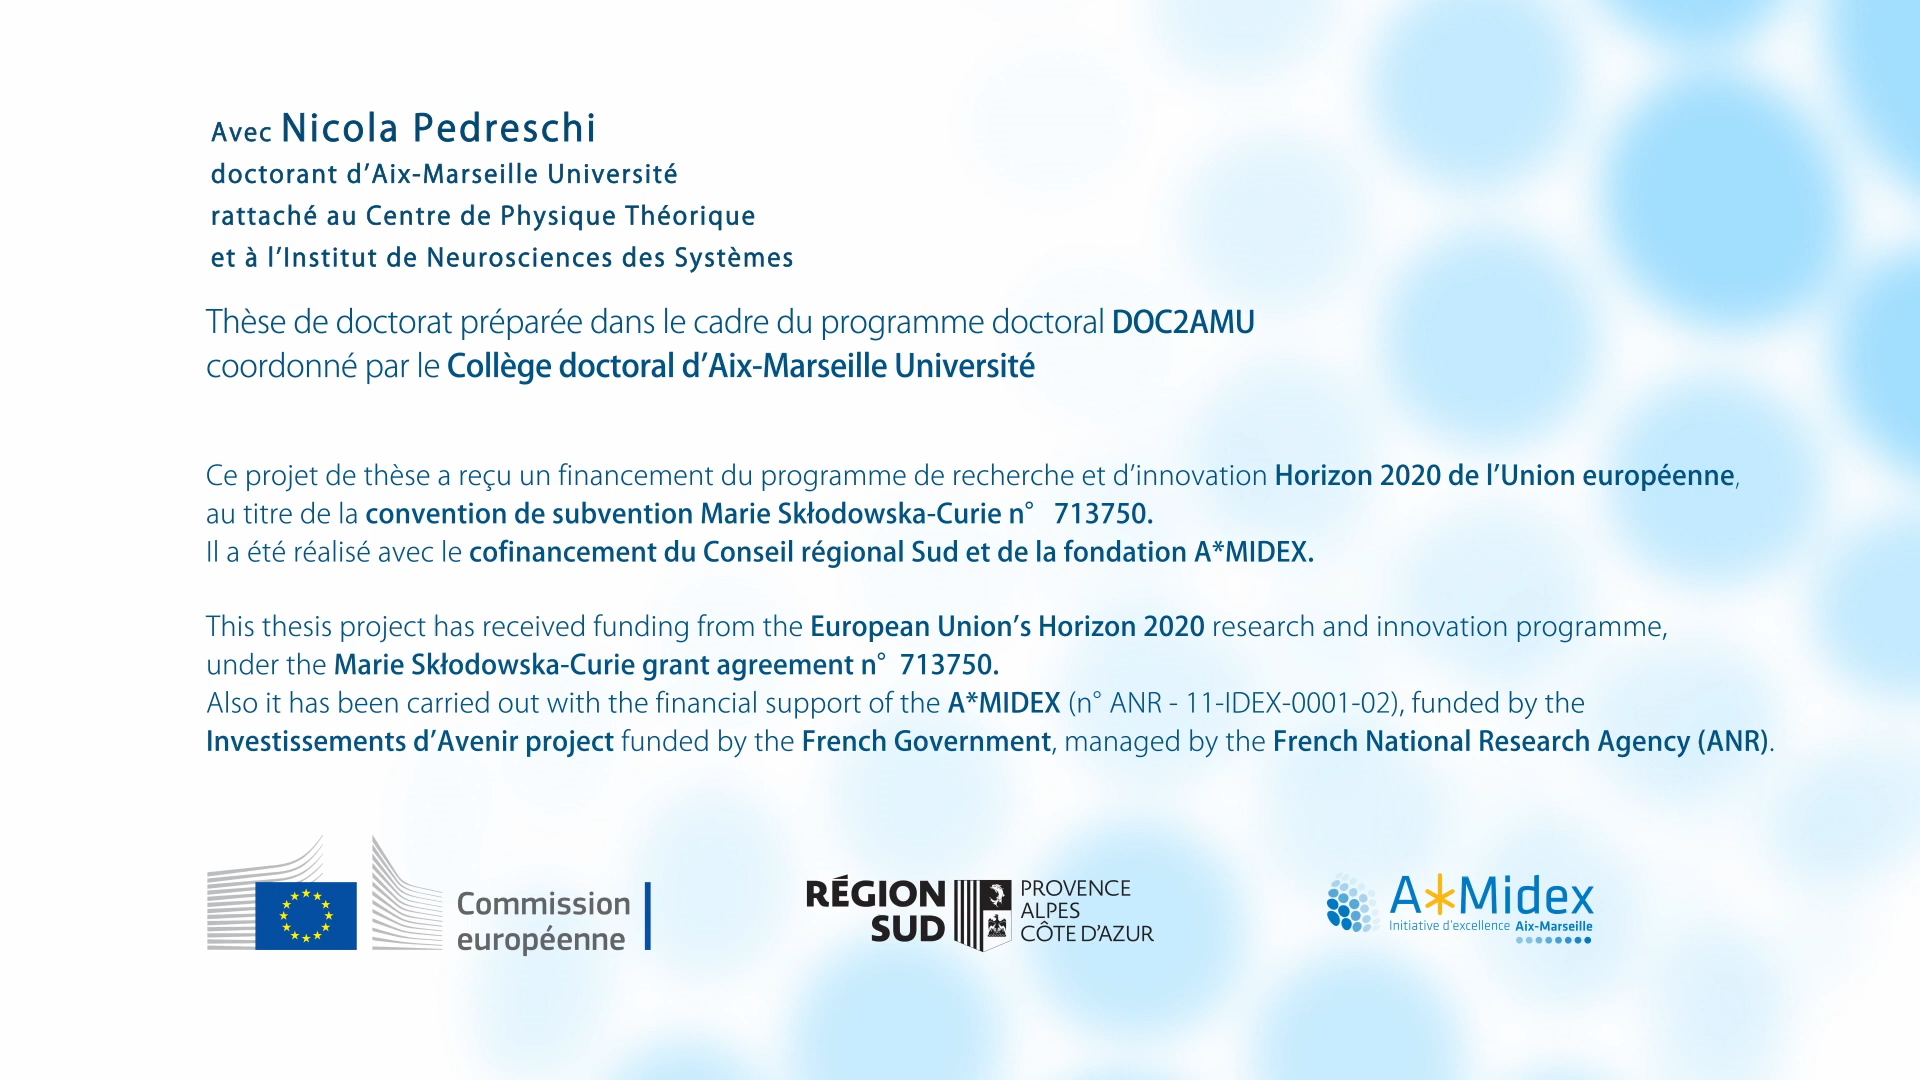 Avec Nicola Pedreschi
doctorant d’Aix-Marseille Université
rattaché au Centre de Physique Théorique
et à l’Institut de Neurosciences des Systèmes
Thèse de doctorat préparée dans le cadre du programme doctoral DOC2AMU
coordonné par le Collège doctoral d’Aix-Marseille Université
Ce projet de thèse a reçu un financement du programme de recherche et d’innovation Horizon 2020 de l’Union européenne,
au titre de la convention de subvention Marie Skłodowska-Curie n° 713750.
Il a été réalisé avec le cofinancement du Conseil régional Sud et de la fondation A*MIDEX.
This thesis project has received funding from the European Union’s Horizon 2020 research and innovation programme,
under the Marie Skłodowska-Curie grant agreement n° 713750.
Also it has been carried out with the financial support of the A*MIDEX (n° ANR - 11-IDEX-0001-02), funded by the
Investissements d’Avenir project funded by the French Government, managed by the French National Research Agency (ANR).
Commission
européenne
RÉGION
SUD
PROVENCE
ALPES
CÔTE D’AZUR
A*Midex
Initiative d’excellence Aix-Marseille